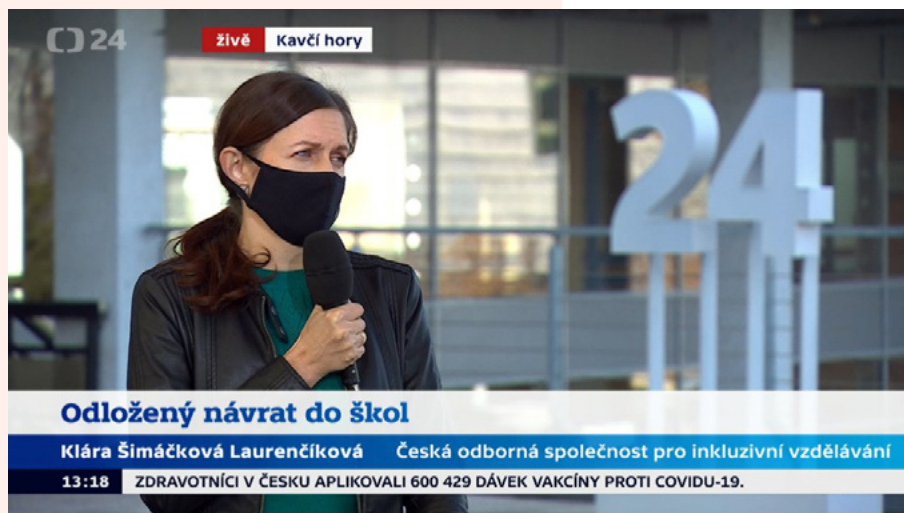 24
živě Kavčí hory
24
Odložený návrat do škol
Klára Šimáčková Laurenčíková Česká odborná společnost pro inkluzivní vzdělávání
13:18 ZDRAVOTNÍCI V ČESKU APLIKOVALI 600 429 DÁVEK VAKCÍNY PROTI COVIDU-19.